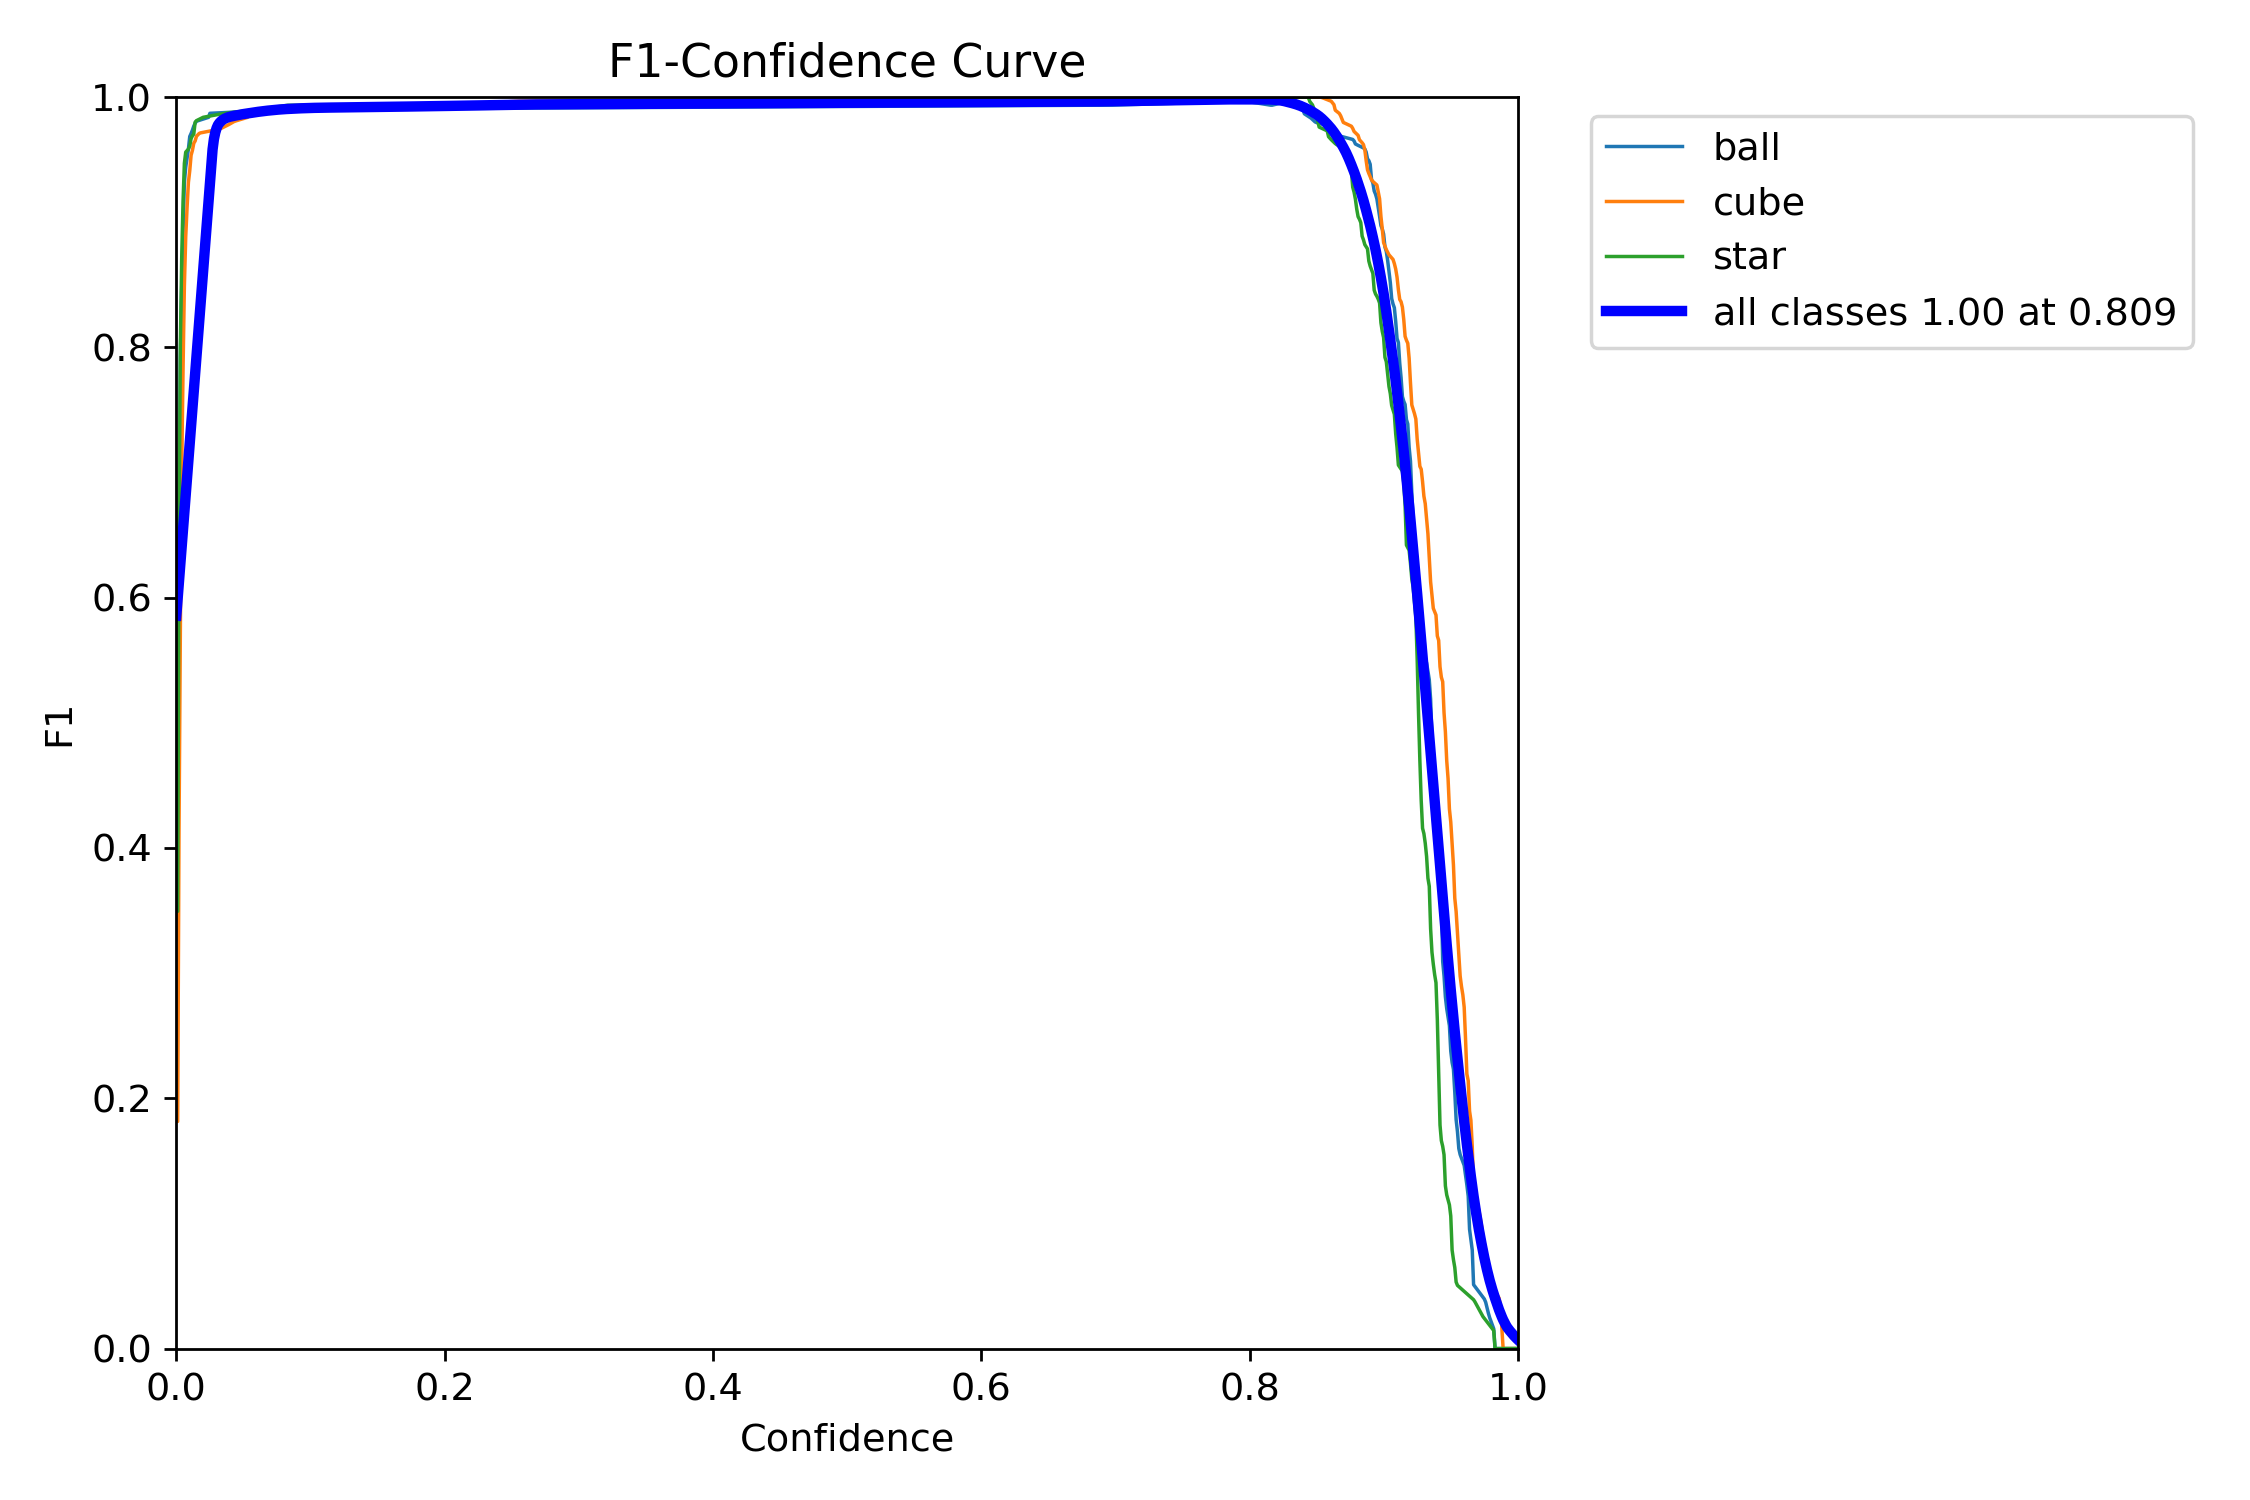 F1-Confidence Curve
1.0
0.8
0.6
0.4
0.2
0.0
F1
0.0 0.2 0.4 0.6 0.8 1.0
Confidence
ball
cube
star
all classes 1.00 at 0.809